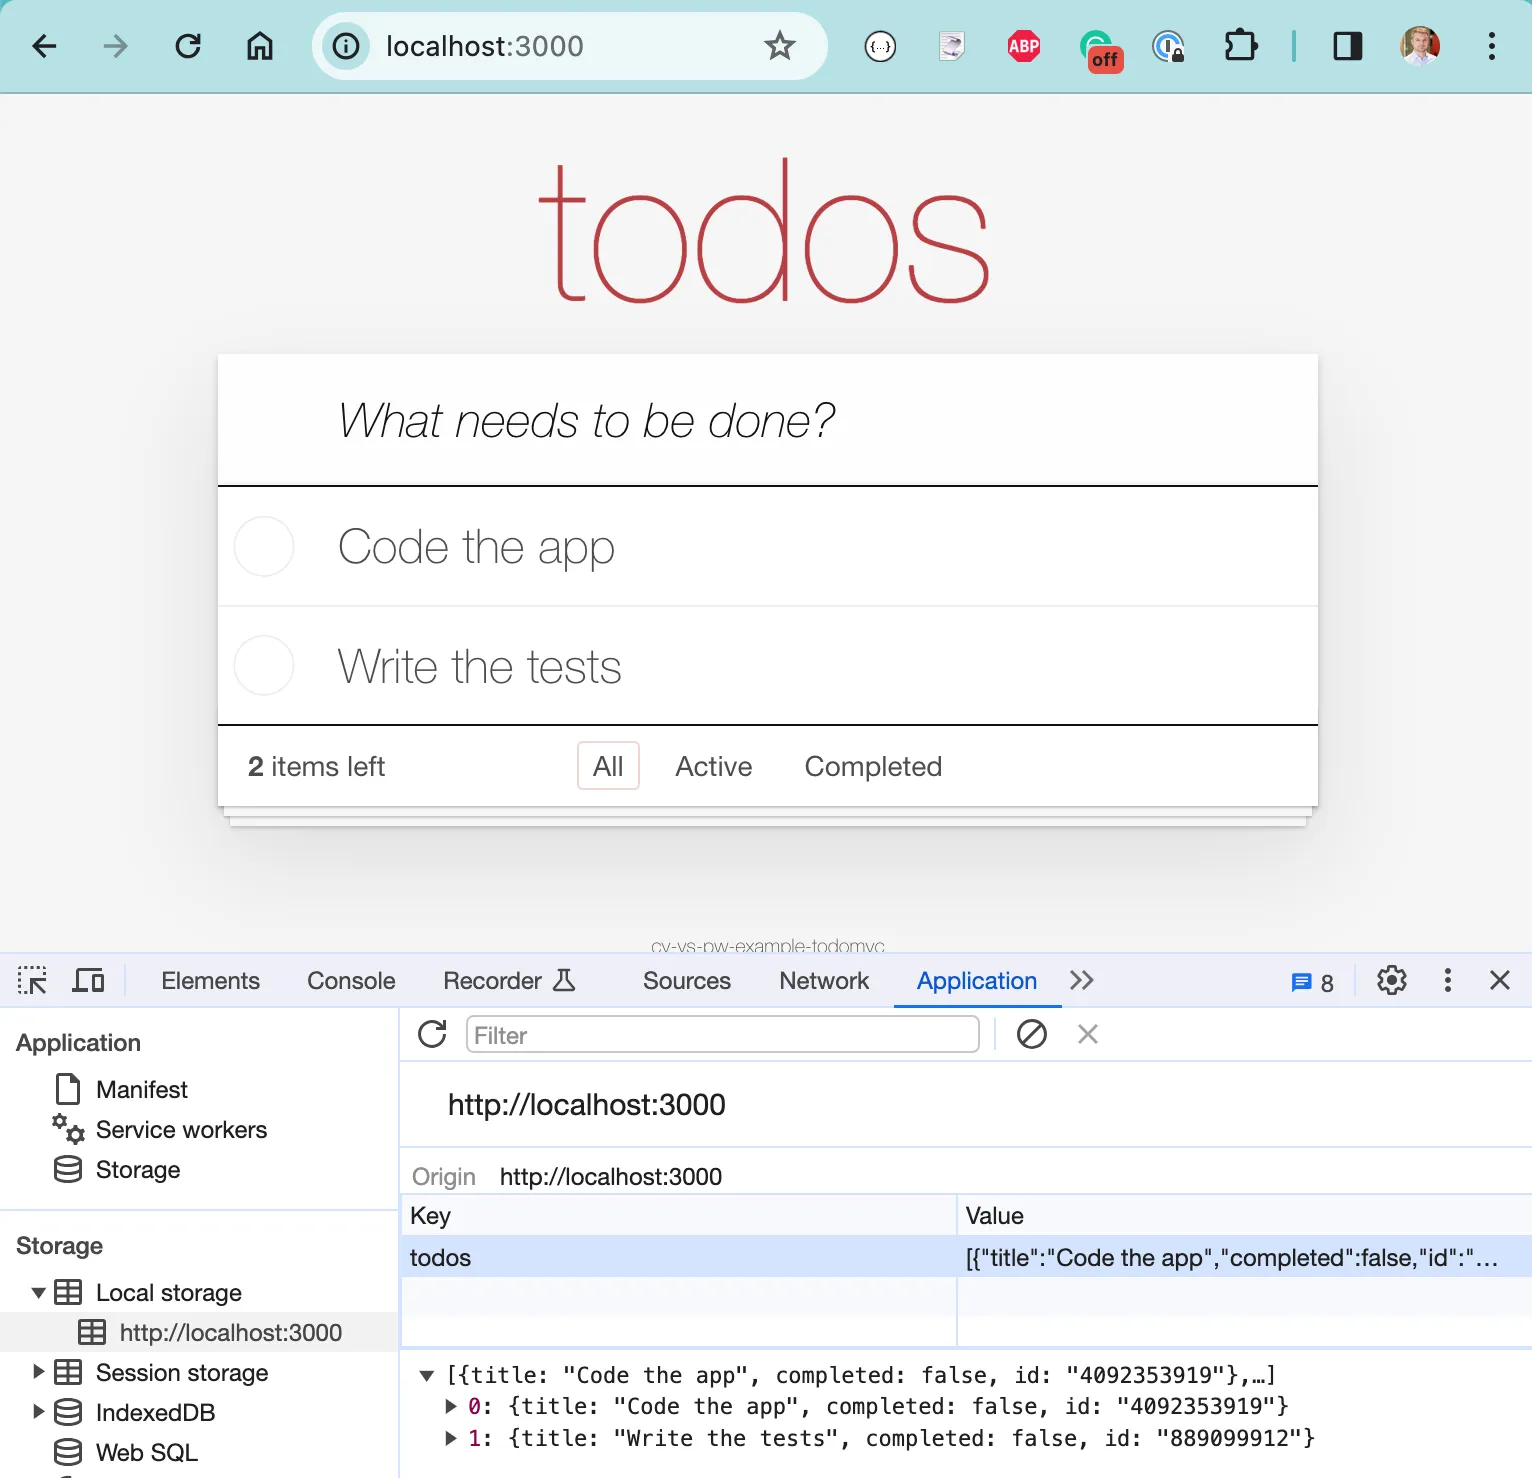 localhost:3000
{...}
ABP
off
todos
What needs to be done?
Code the app
Write the tests
2 items left All Active Completed
cy-vs-pw-example-todomvc
Elements Console Recorder Sources Network Application 8
Application
Manifest
Service workers
Storage
Storage
Local storage
http://localhost:3000
Session storage
IndexedDB
Web SQL
Filter
http://localhost:3000
Origin http://localhost:3000
Key Value
todos [{"title":"Code the app","completed":false,"id":"...
[{title: "Code the app", completed: false, id: "4092353919"},…]
0: {title: "Code the app", completed: false, id: "4092353919"}
1: {title: "Write the tests", completed: false, id: "889099912"}